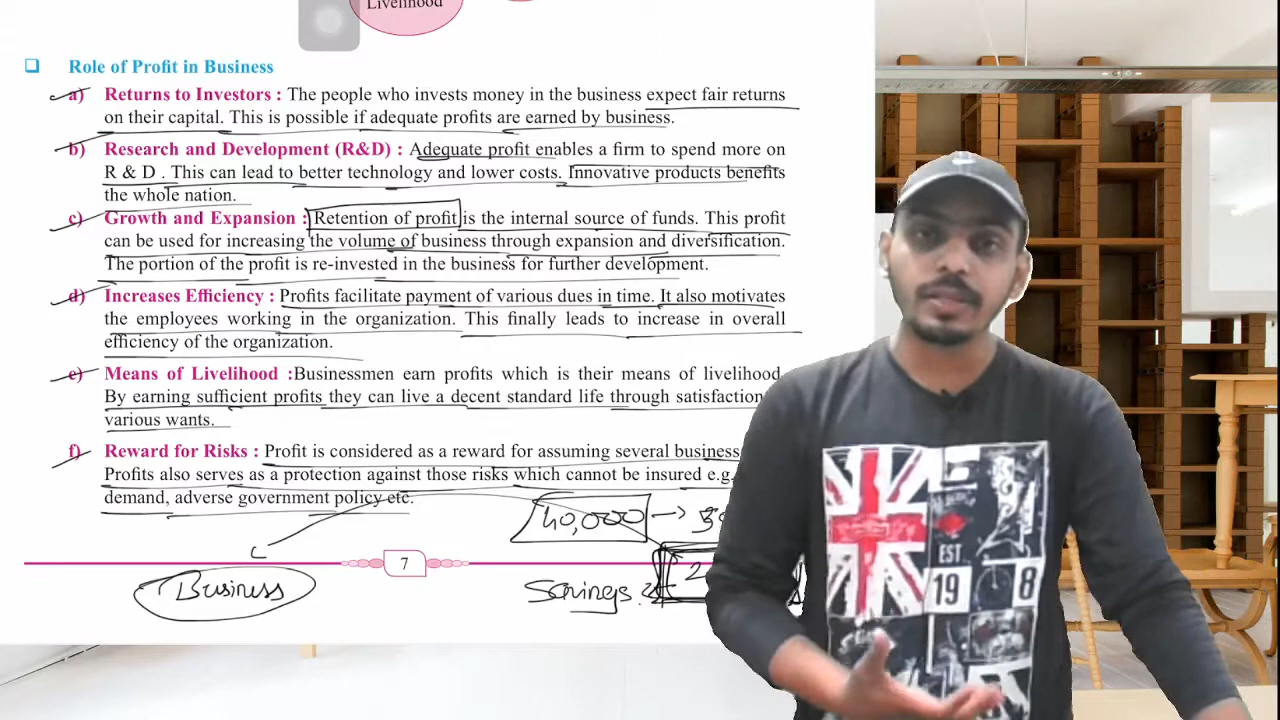 Livelihood
❑ Role of Profit in Business
a) Returns to Investors : The people who invests money in the business expect fair returns
on their capital. This is possible if adequate profits are earned by business.
b) Research and Development (R&D) : Adequate profit enables a firm to spend more on
R & D . This can lead to better technology and lower costs. Innovative products benefits
the whole nation.
c) Growth and Expansion : Retention of profit is the internal source of funds. This profit
can be used for increasing the volume of business through expansion and diversification.
The portion of the profit is re-invested in the business for further development.
d) Increases Efficiency : Profits facilitate payment of various dues in time. It also motivates
the employees working in the organization. This finally leads to increase in overall
efficiency of the organization.
e) Means of Livelihood :Businessmen earn profits which is their means of livelihood
By earning sufficient profits they can live a decent standard life through satisfaction
various wants.
f) Reward for Risks : Profit is considered as a reward for assuming several business
Profits also serves as a protection against those risks which cannot be insured e.g.
demand, adverse government policy etc.
40,000 →
7
Business
Savings
EST
19 8